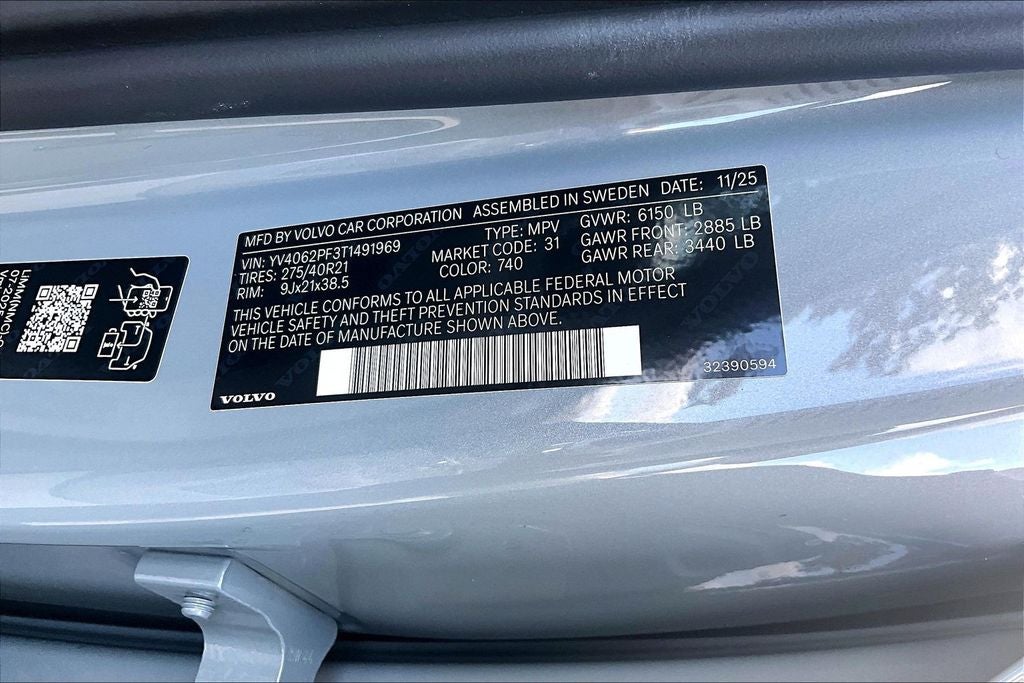 MFD BY VOLVO CAR CORPORATION ASSEMBLED IN SWEDEN DATE: 11/25
VIN: YV4062PF3T1491969 TYPE: MPV GVWR: 6150 LB
TIRES: 275/40R21 MARKET CODE: 31 GAWR FRONT: 2885 LB
RIM: 9Jx21x38.5 COLOR: 740 GAWR REAR: 3440 LB
THIS VEHICLE CONFORMS TO ALL APPLICABLE FEDERAL MOTOR
VEHICLE SAFETY AND THEFT PREVENTION STANDARDS IN EFFECT
ON THE DATE OF MANUFACTURE SHOWN ABOVE.
VOLVO
32390594